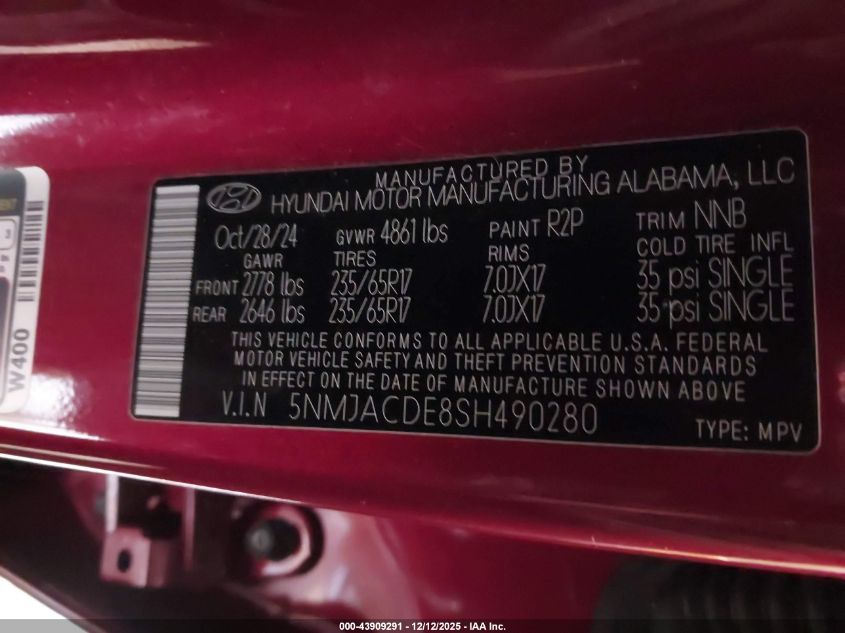 MANUFACTURED BY
HYUNDAI MOTOR MANUFACTURING ALABAMA, LLC
Oct/28/24 GVWR 4861 lbs PAINT R2P TRIM NNB
GAWR TIRES RIMS COLD TIRE INFL
FRONT 2778 lbs 235/65R17 7.0JX17 35 psi SINGLE
REAR 2646 lbs 235/65R17 7.0JX17 35 psi SINGLE
THIS VEHICLE CONFORMS TO ALL APPLICABLE U.S.A. FEDERAL
MOTOR VEHICLE SAFETY AND THEFT PREVENTION STANDARDS
IN EFFECT ON THE DATE OF MANUFACTURE SHOWN ABOVE
V.I.N 5NMJACDE8SH490280
TYPE: MPV
W400
000-43909291 - 12/12/2025 - IAA Inc.